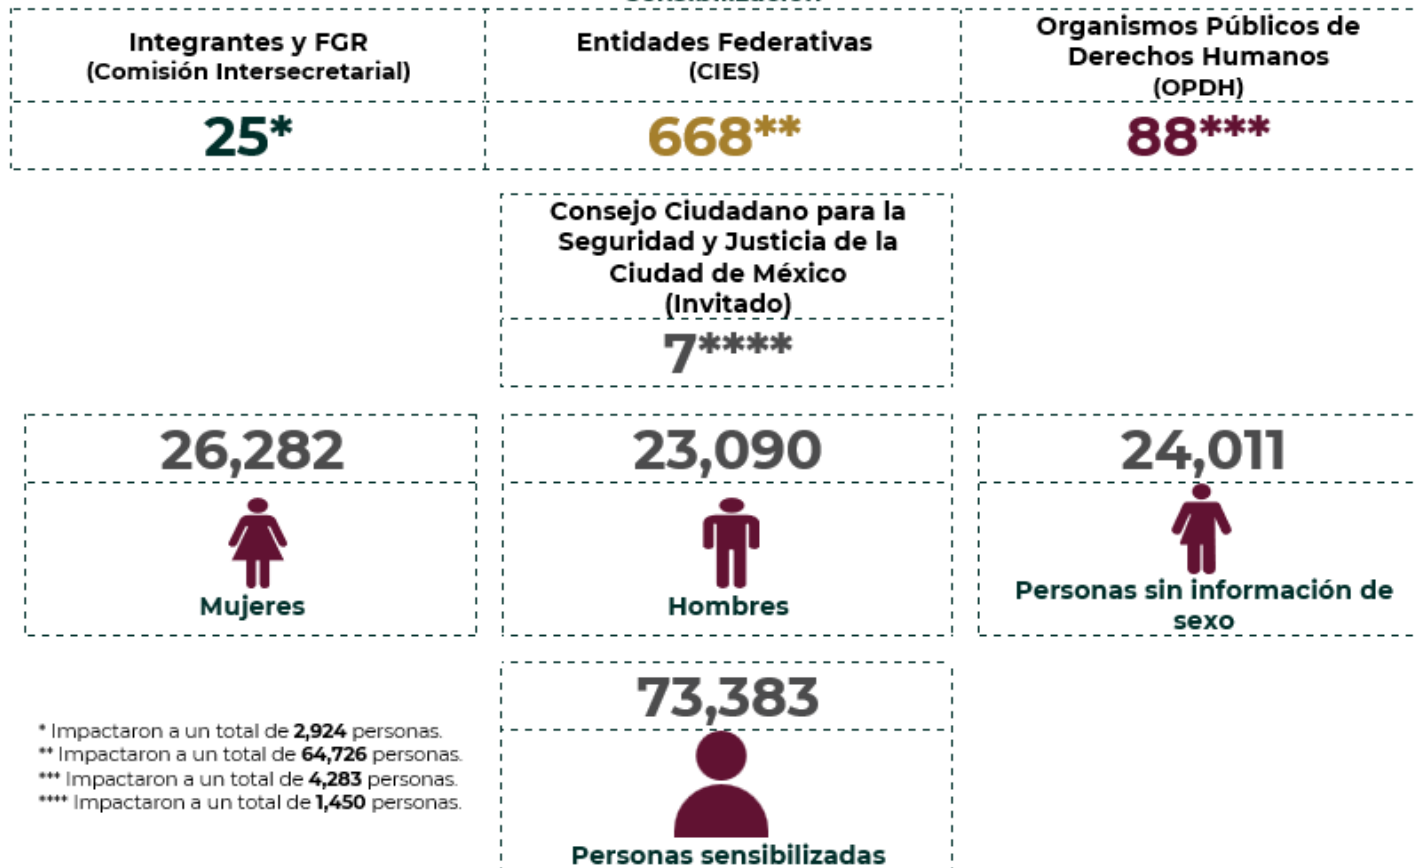 Integrantes y FGR
(Comisión Intersecretarial)
25*
Entidades Federativas
(CIES)
668**
Organismos Públicos de
Derechos Humanos
(OPDH)
88***
Consejo Ciudadano para la
Seguridad y Justicia de la
Ciudad de México
(Invitado)
7****
26,282
Mujeres
23,090
Hombres
24,011
Personas sin información de
sexo
73,383
Personas sensibilizadas
* Impactaron a un total de 2,924 personas.
** Impactaron a un total de 64,726 personas.
*** Impactaron a un total de 4,283 personas.
**** Impactaron a un total de 1,450 personas.